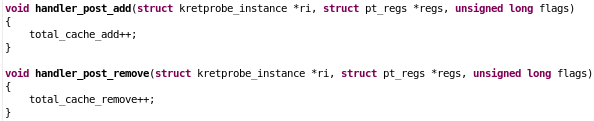 void handler_post_add(struct kretprobe_instance *ri, struct pt_regs *regs, unsigned long flags)
{
    total_cache_add++;
}
void handler_post_remove(struct kretprobe_instance *ri, struct pt_regs *regs, unsigned long flags)
{
    total_cache_remove++;
}